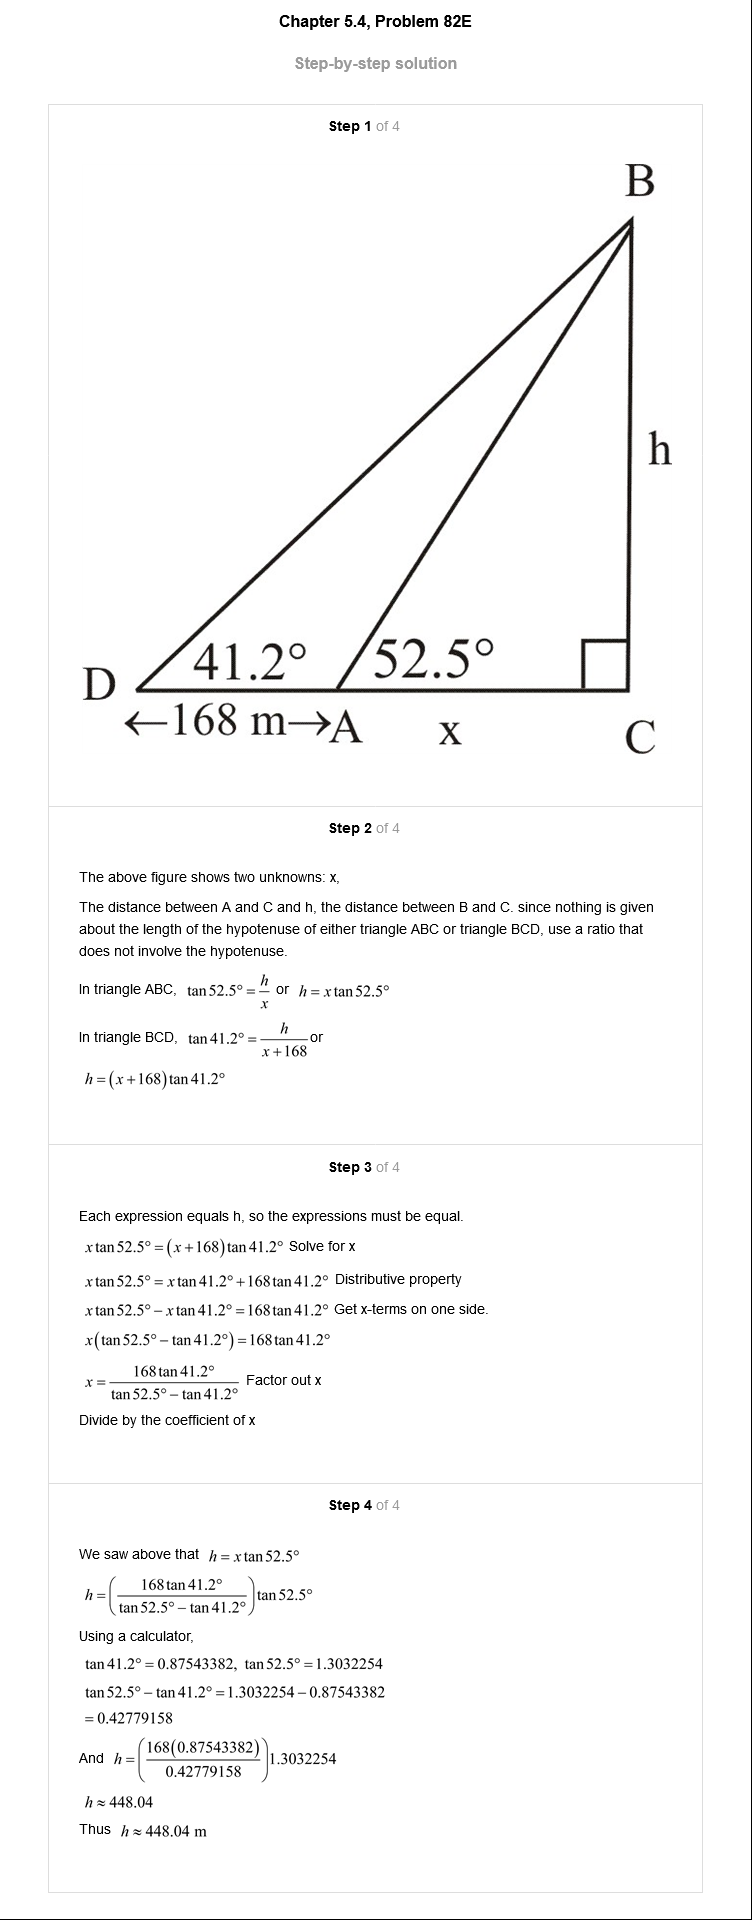 Chapter 5.4, Problem 82E
Step-by-step solution
Step 1 of 4
B
h
D 41.2° 52.5°
←168 m→A x C
Step 2 of 4
The above figure shows two unknowns: x,
The distance between A and C and h, the distance between B and C. since nothing is given
about the length of the hypotenuse of either triangle ABC or triangle BCD, use a ratio that
does not involve the hypotenuse.
In triangle ABC, tan 52.5° = h/x or h = x tan 52.5°
In triangle BCD, tan 41.2° = h/(x+168) or
h = (x+168) tan 41.2°
Step 3 of 4
Each expression equals h, so the expressions must be equal.
x tan 52.5° = (x+168) tan 41.2° Solve for x
x tan 52.5° = x tan 41.2° + 168 tan 41.2° Distributive property
x tan 52.5° − x tan 41.2° = 168 tan 41.2° Get x-terms on one side.
x(tan 52.5° − tan 41.2°) = 168 tan 41.2°
x = 168 tan 41.2°/(tan 52.5° − tan 41.2°) Factor out x
Divide by the coefficient of x
Step 4 of 4
We saw above that h = x tan 52.5°
h = (168 tan 41.2°/(tan 52.5° − tan 41.2°)) tan 52.5°
Using a calculator,
tan 41.2° = 0.87543382, tan 52.5° = 1.3032254
tan 52.5° − tan 41.2° = 1.3032254 − 0.87543382
= 0.42779158
And h = (168(0.87543382)/0.42779158) 1.3032254
h ≈ 448.04
Thus h ≈ 448.04 m